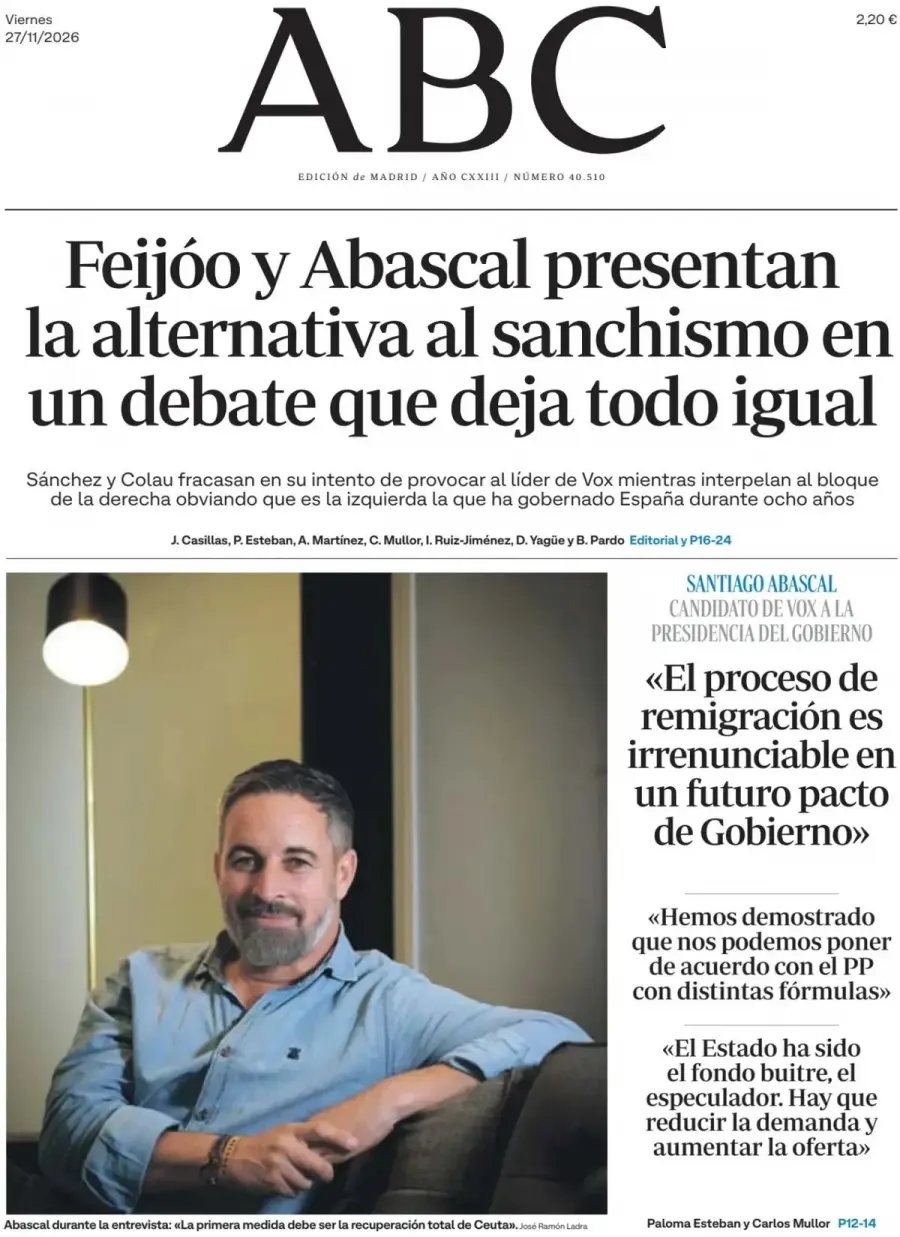 Viernes
27/11/2026
2,20 €
ABC
EDICIÓN de MADRID / AÑO CXXIII / NÚMERO 40.510
Feijóo y Abascal presentan
la alternativa al sanchismo en
un debate que deja todo igual
Sánchez y Colau fracasan en su intento de provocar al líder de Vox mientras interpelan al bloque
de la derecha obviando que es la izquierda la que ha gobernado España durante ocho años
J. Casillas, P. Esteban, A. Martínez, C. Mullor, I. Ruiz-Jiménez, D. Yagüe y B. Pardo Editorial y P16-24
SANTIAGO ABASCAL
CANDIDATO DE VOX A LA
PRESIDENCIA DEL GOBIERNO
«El proceso de
remigración es
irrenunciable en
un futuro pacto
de Gobierno»
«Hemos demostrado
que nos podemos poner
de acuerdo con el PP
con distintas fórmulas»
«El Estado ha sido
el fondo buitre, el
especulador. Hay que
reducir la demanda y
aumentar la oferta»
Abascal durante la entrevista: «La primera medida debe ser la recuperación total de Ceuta». José Ramón Ladra
Paloma Esteban y Carlos Mullor P12-14